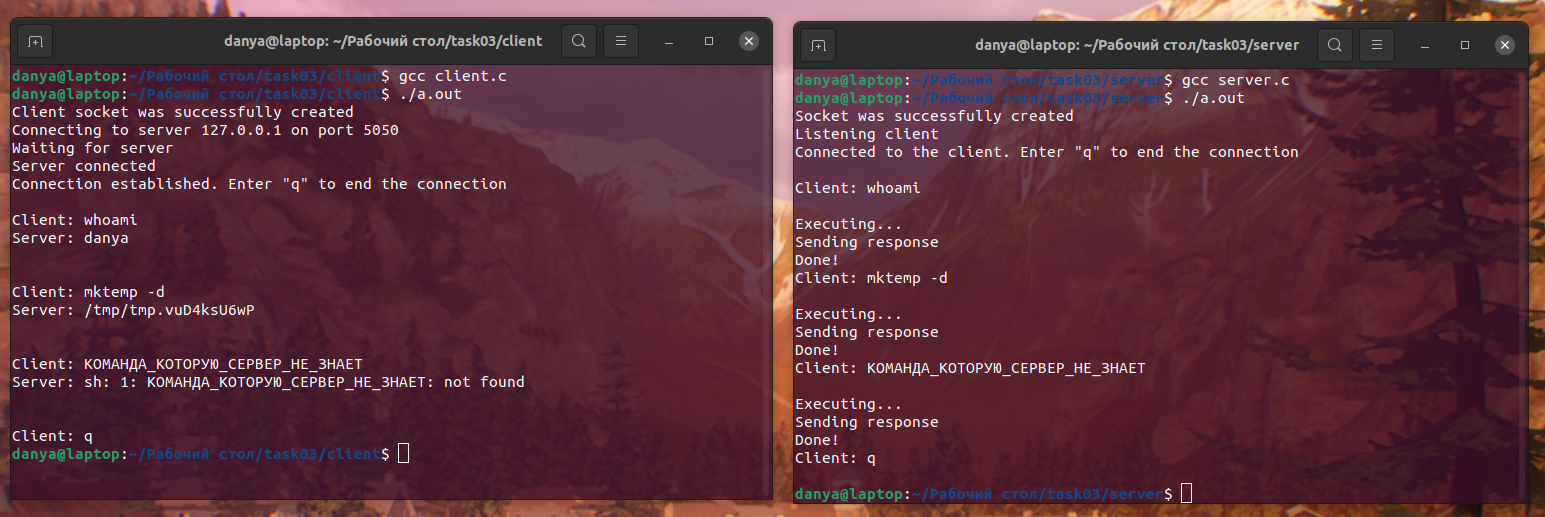 danya@laptop: ~/Рабочий стол/task03/client
danya@laptop:~/Рабочий стол/task03/client$ gcc client.c
danya@laptop:~/Рабочий стол/task03/client$ ./a.out
Client socket was successfully created
Connecting to server 127.0.0.1 on port 5050
Waiting for server
Server connected
Connection established. Enter "q" to end the connection
Client: whoami
Server: danya
Client: mktemp -d
Server: /tmp/tmp.vuD4ksU6wP
Client: КОМАНДА_КОТОРУЮ_СЕРВЕР_НЕ_ЗНАЕТ
Server: sh: 1: КОМАНДА_КОТОРУЮ_СЕРВЕР_НЕ_ЗНАЕТ: not found
Client: q
danya@laptop:~/Рабочий стол/task03/client$
danya@laptop: ~/Рабочий стол/task03/server
danya@laptop:~/Рабочий стол/task03/server$ gcc server.c
danya@laptop:~/Рабочий стол/task03/server$ ./a.out
Socket was successfully created
Listening client
Connected to the client. Enter "q" to end the connection
Client: whoami
Executing...
Sending response
Done!
Client: mktemp -d
Executing...
Sending response
Done!
Client: КОМАНДА_КОТОРУЮ_СЕРВЕР_НЕ_ЗНАЕТ
Executing...
Sending response
Done!
Client: q
danya@laptop:~/Рабочий стол/task03/server$